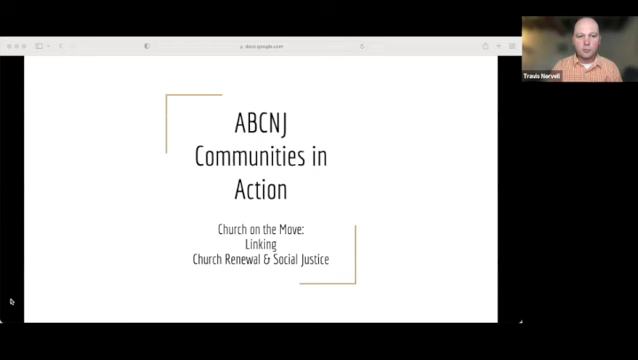 docs.google.com
Travis Norvell
ABCNJ
Communities in
Action
Church on the Move:
Linking
Church Renewal & Social Justice